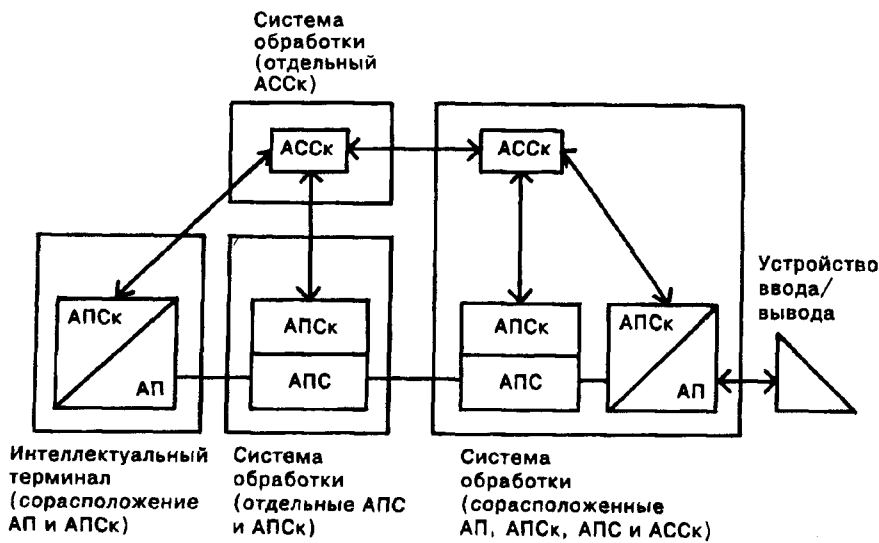 Система
обработки
(отдельный
АССк)
АССк
АССк
Устройство
ввода/
вывода
АПСк
АП
АПСк
АПС
АПСк
АПС
АПСк
АП
Интеллектуальный
терминал
(сорасположение
АП и АПСк)
Система
обработки
(отдельные АПС
и АПСк)
Система
обработки
(сорасположенные
АП, АПСк, АПС и АССк)